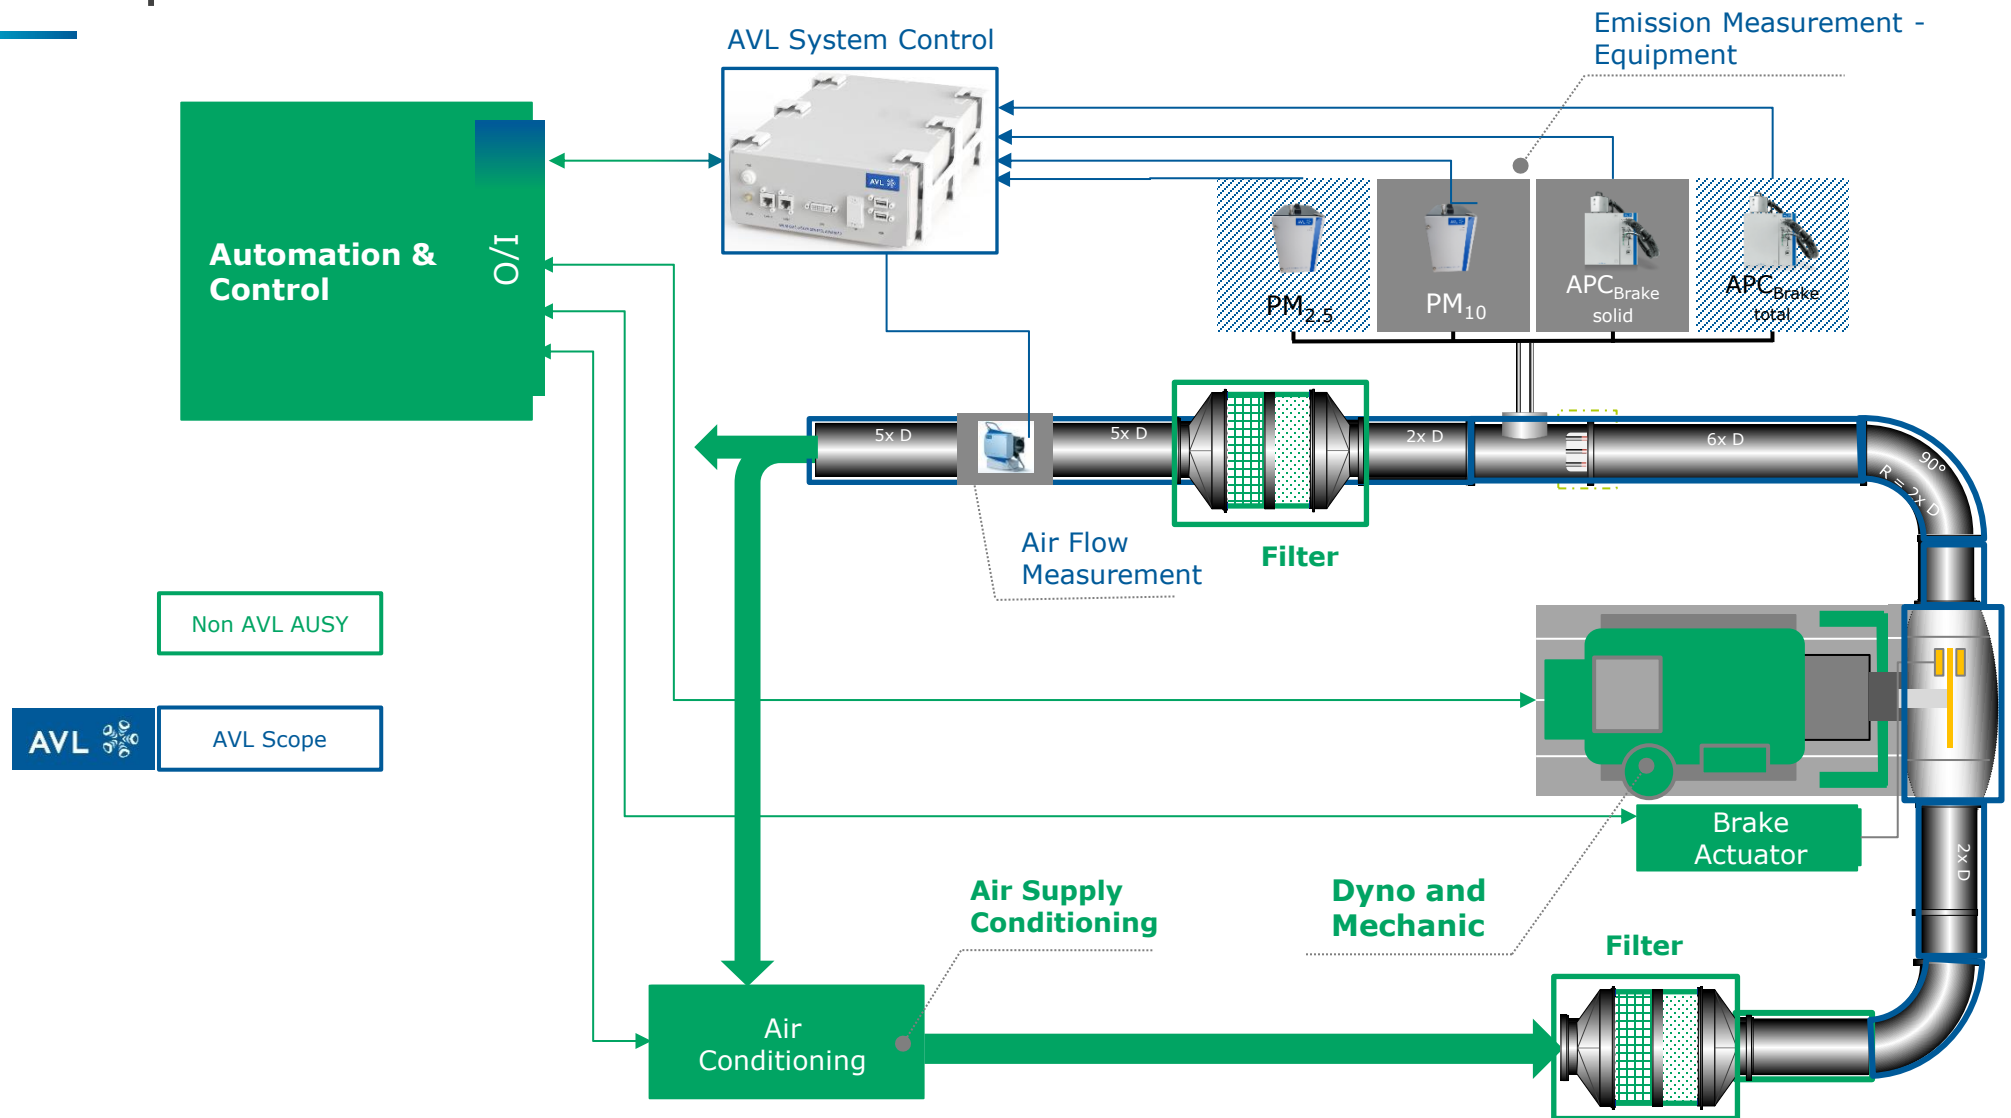 Emission Measurement -
Equipment
AVL System Control
AVL
Automation &
Control
I/O
PM2.5
PM10
APCBrake
solid
APCBrake
total
5x D
5x D
2x D
6x D
90°
R = 2x D
Air Flow
Measurement
Filter
Non AVL AUSY
AVL
AVL Scope
Brake
Actuator
2x D
Air Supply
Conditioning
Dyno and
Mechanic
Filter
Air
Conditioning